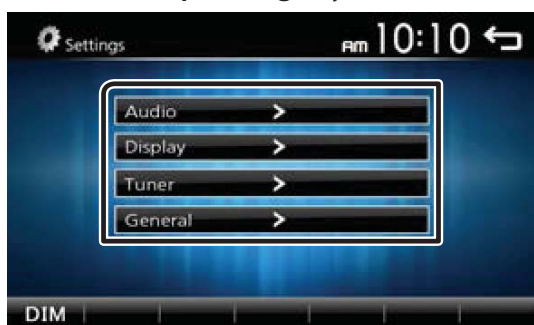 Settings
AM 10:10
Audio >
Display >
Tuner >
General >
DIM